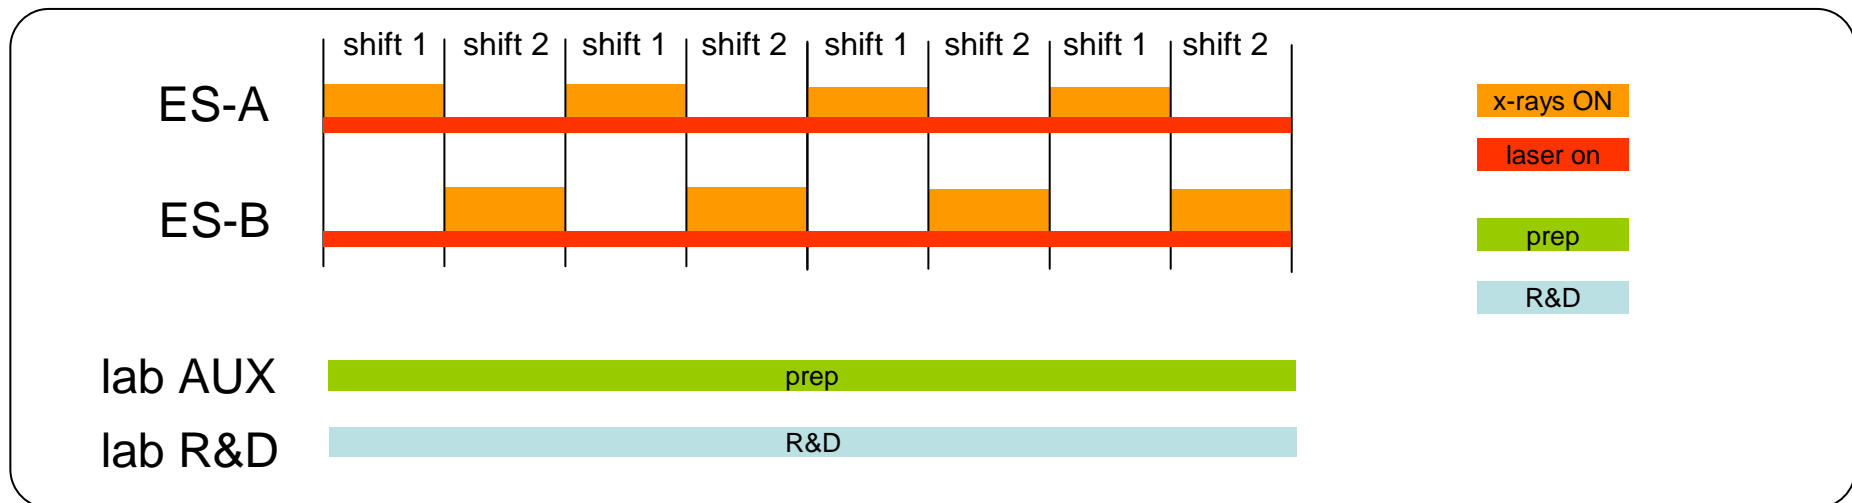 shift 1 shift 2 shift 1 shift 2 shift 1 shift 2 shift 1 shift 2
ES-A
x-rays ON
laser on
ES-B
prep
R&D
lab AUX
prep
lab R&D
R&D